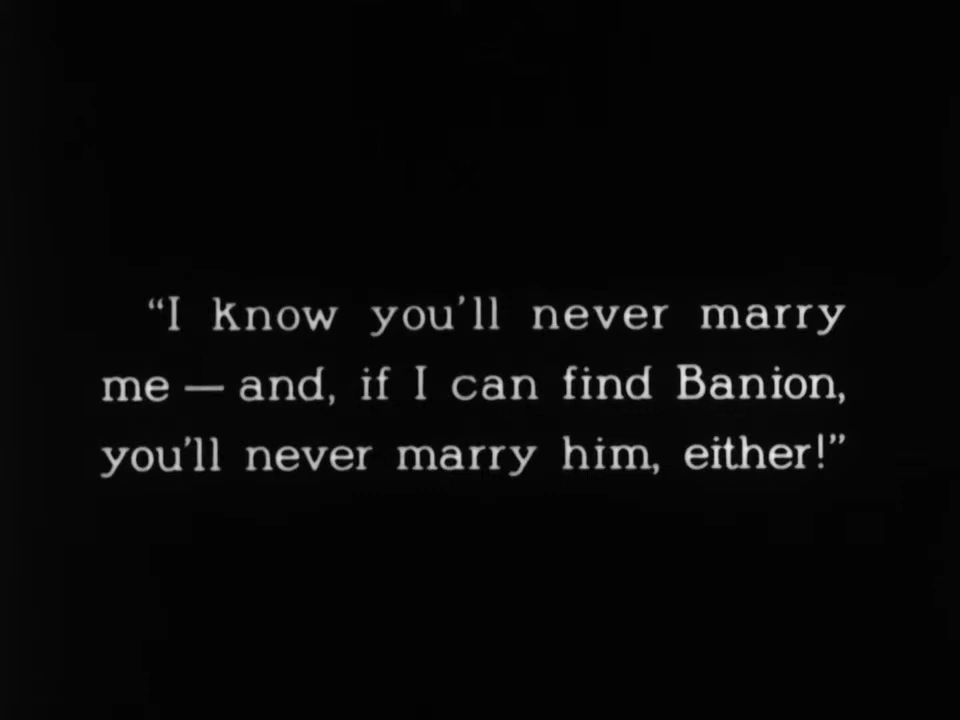 “I know you’ll never marry
me — and, if I can find Banion,
you’ll never marry him, either!”